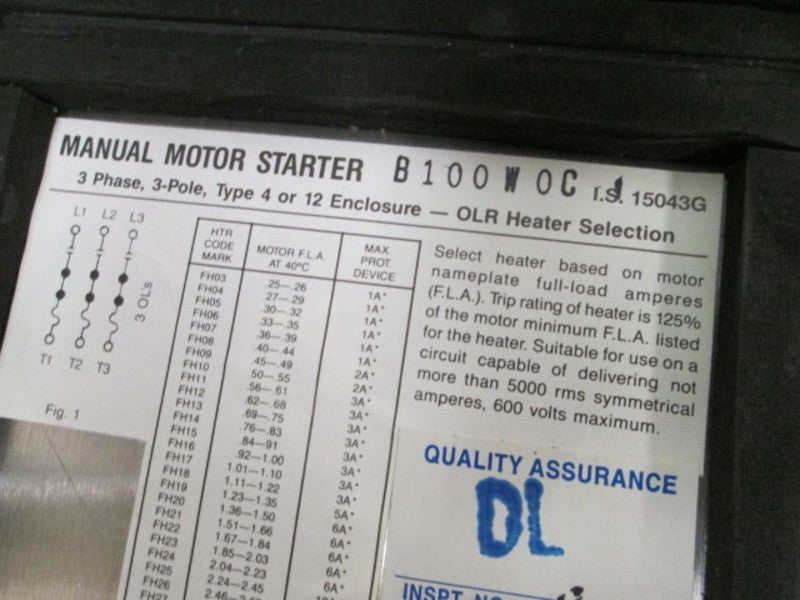 MANUAL MOTOR STARTER B100W0C I.S. 15043G
3 Phase, 3-Pole, Type 4 or 12 Enclosure — OLR Heater Selection
L1 L2 L3
3 OL's
T1 T2 T3
Fig. 1
HTR CODE MARK MOTOR F.L.A. AT 40°C MAX. PROT. DEVICE
FH03 .25—.26 1A*
FH04 .27—.29 1A*
FH05 .30—.32 1A*
FH06 .33—.35 1A*
FH07 .36—.39 1A*
FH08 .40—.44 1A*
FH09 .45—.49 2A*
FH10 .50—.55 2A*
FH11 .56—.61 3A*
FH12 .62—.68 3A*
FH13 .69—.75 3A*
FH14 .76—.83 3A*
FH15 .84—.91 3A*
FH16 .92—1.00 3A*
FH17 1.01—1.10 3A*
FH18 1.11—1.22 3A*
FH19 1.23—1.35 5A*
FH20 1.36—1.50 6A*
FH21 1.51—1.66 6A*
FH22 1.67—1.84 6A*
FH23 1.85—2.03 6A*
FH24 2.04—2.23 6A*
FH25 2.24—2.45
FH26
FH27
Select heater based on motor
nameplate full-load amperes
(F.L.A.). Trip rating of heater is 125%
of the motor minimum F.L.A. listed
for the heater. Suitable for use on a
circuit capable of delivering not
more than 5000 rms symmetrical
amperes, 600 volts maximum.
QUALITY ASSURANCE
DL
INSPT. NO.